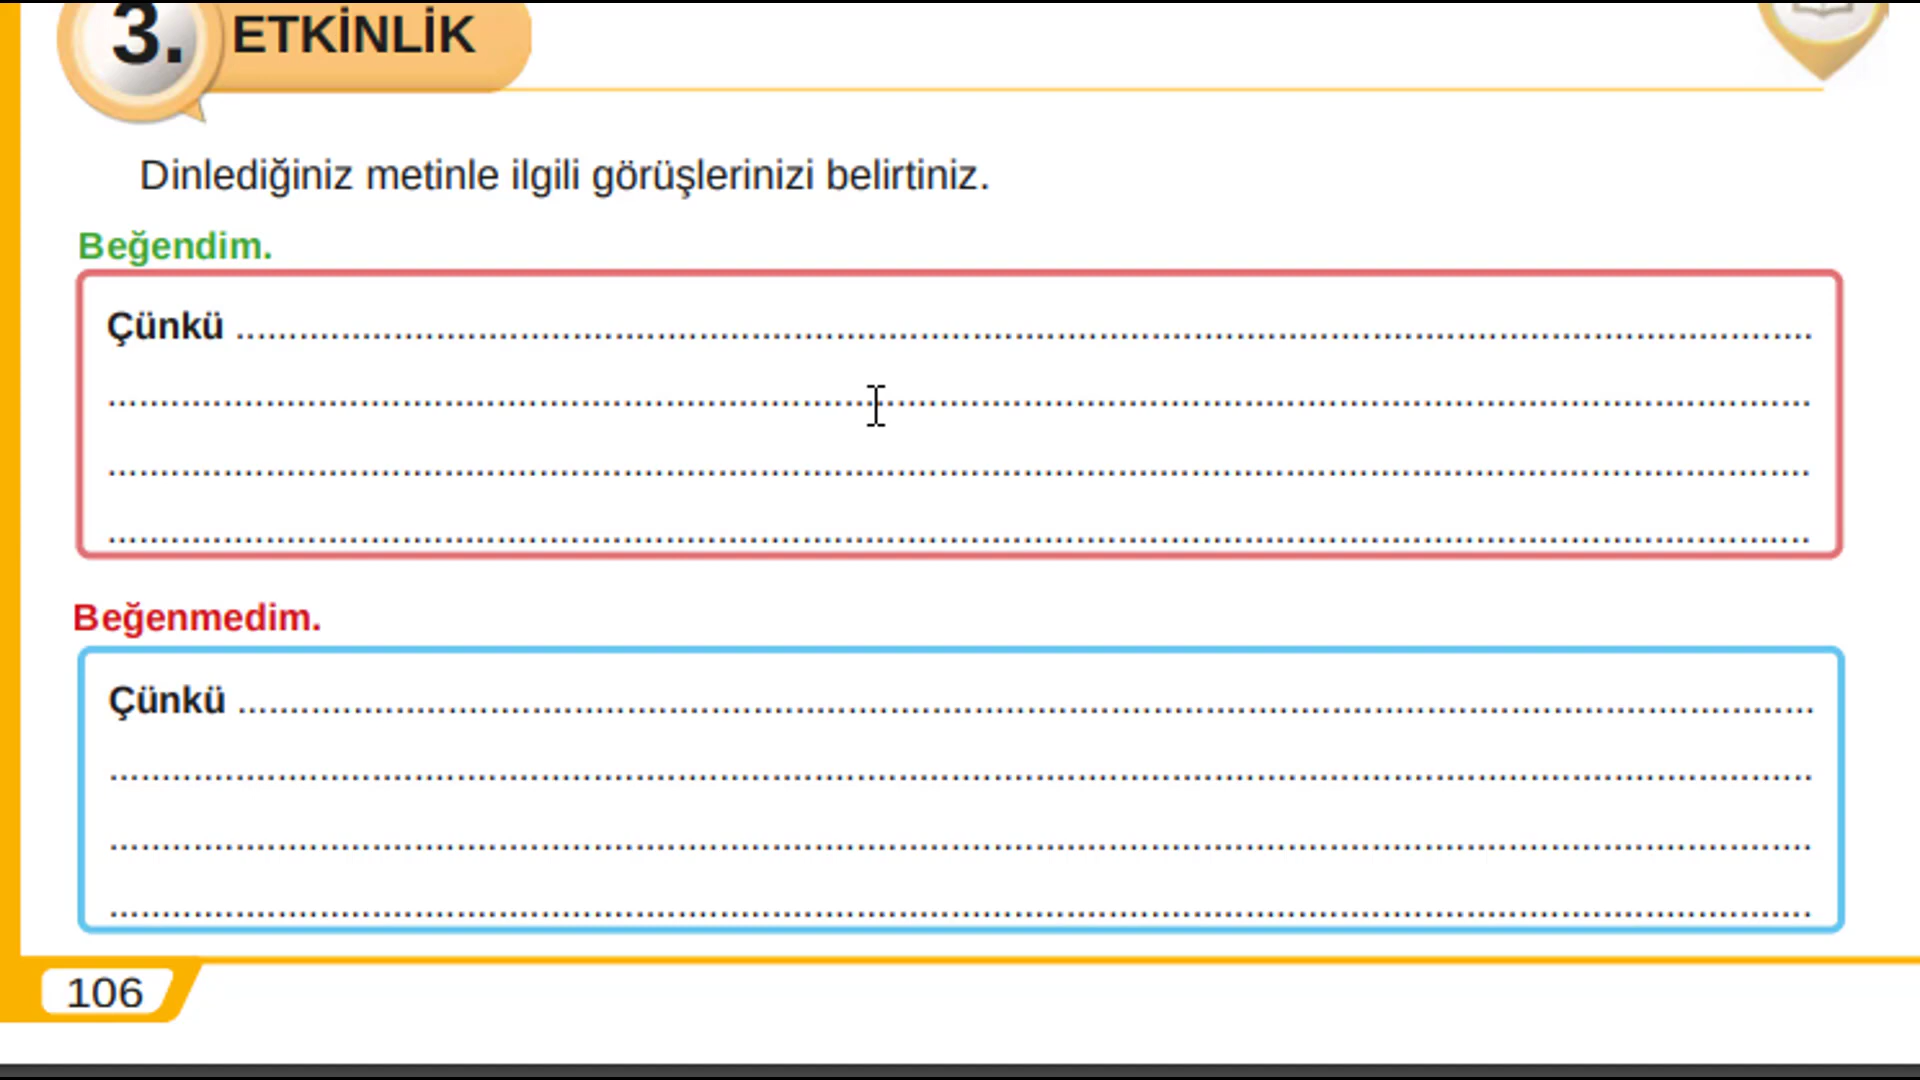 3. ETKİNLİK
Dinlediğiniz metinle ilgili görüşlerinizi belirtiniz.
Beğendim.
Çünkü ........................................................................................................................
........................................................................................................................
........................................................................................................................
........................................................................................................................
Beğenmedim.
Çünkü ........................................................................................................................
........................................................................................................................
........................................................................................................................
........................................................................................................................
106